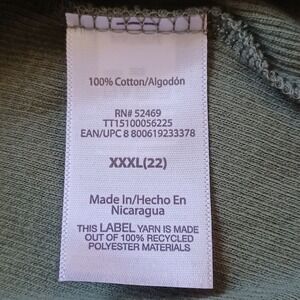 100% Cotton/Algodón
RN# 52469
TT15100056225
EAN/UPC 8 800619233378
XXXL(22)
Made In/Hecho En
Nicaragua
THIS LABEL YARN IS MADE
OUT OF 100% RECYCLED
POLYESTER MATERIALS